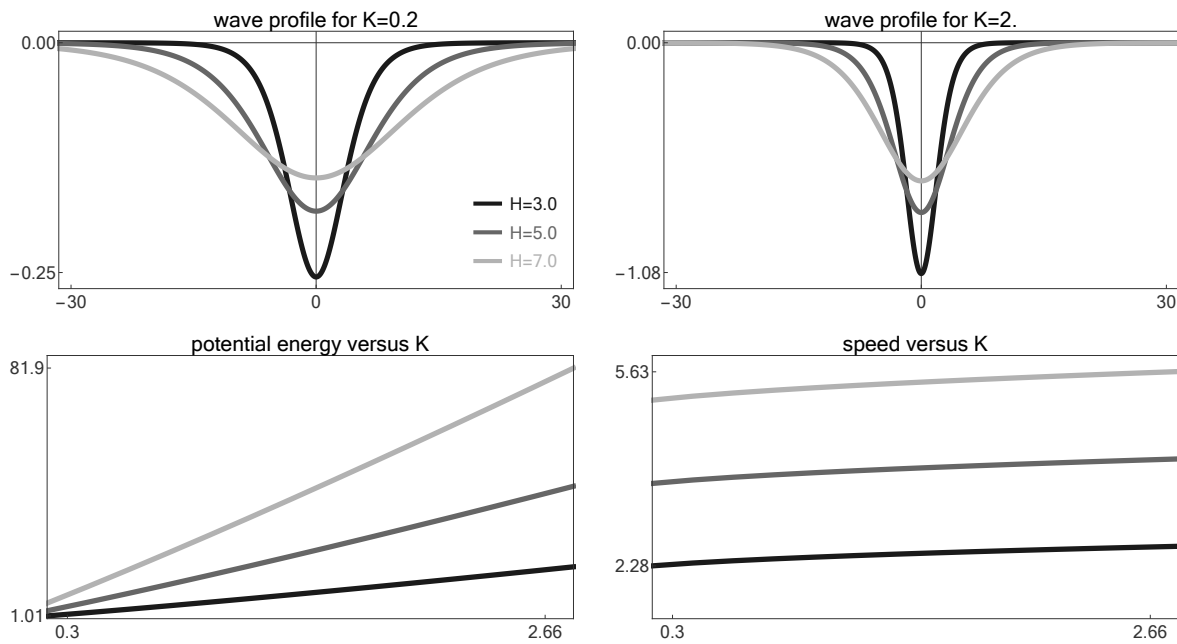 wave profile for K=0.2
0.00
−0.25
−30
0
30
H=3.0
H=5.0
H=7.0
wave profile for K=2.
0.00
−1.08
−30
0
30
potential energy versus K
81.9
1.01
0.3
2.66
speed versus K
5.63
2.28
0.3
2.66